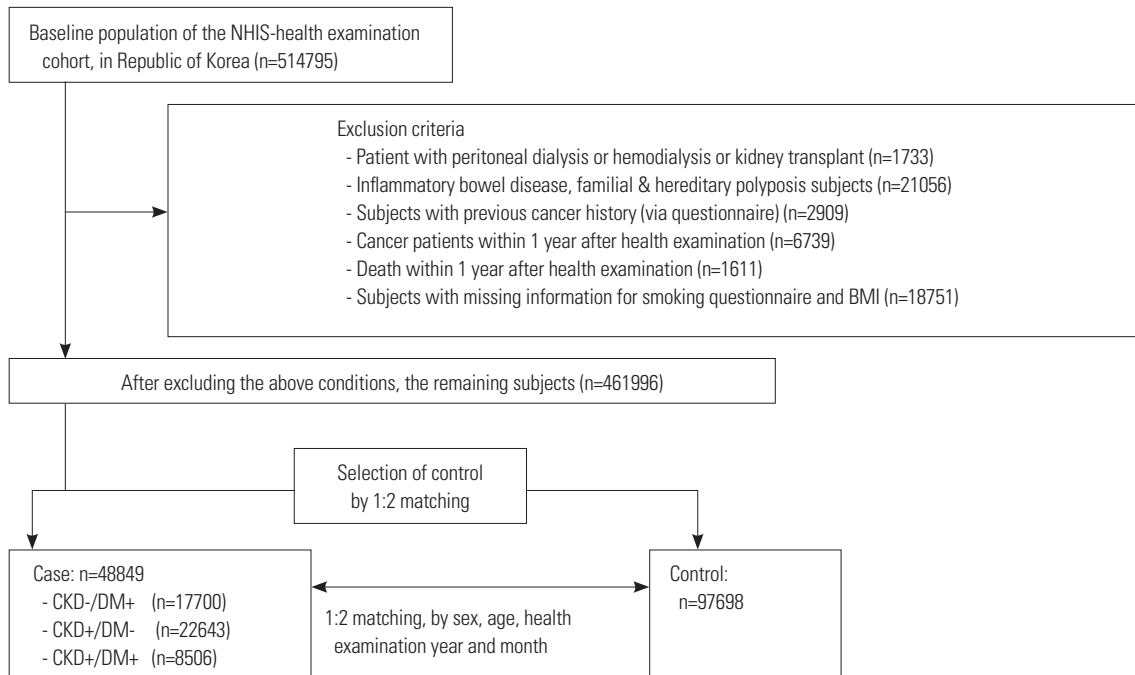 Baseline population of the NHIS-health examination
cohort, in Republic of Korea (n=514795)
Exclusion criteria
- Patient with peritoneal dialysis or hemodialysis or kidney transplant (n=1733)
- Inflammatory bowel disease, familial & hereditary polyposis subjects (n=21056)
- Subjects with previous cancer history (via questionnaire) (n=2909)
- Cancer patients within 1 year after health examination (n=6739)
- Death within 1 year after health examination (n=1611)
- Subjects with missing information for smoking questionnaire and BMI (n=18751)
After excluding the above conditions, the remaining subjects (n=461996)
Selection of control
by 1:2 matching
Case: n=48849
- CKD-/DM+ (n=17700)
- CKD+/DM- (n=22643)
- CKD+/DM+ (n=8506)
1:2 matching, by sex, age, health
examination year and month
Control:
n=97698